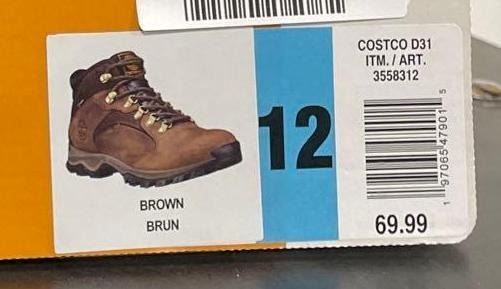 COSTCO D31
ITM. / ART.
3558312
12
1 97065 47901 5
69.99
BROWN
BRUN